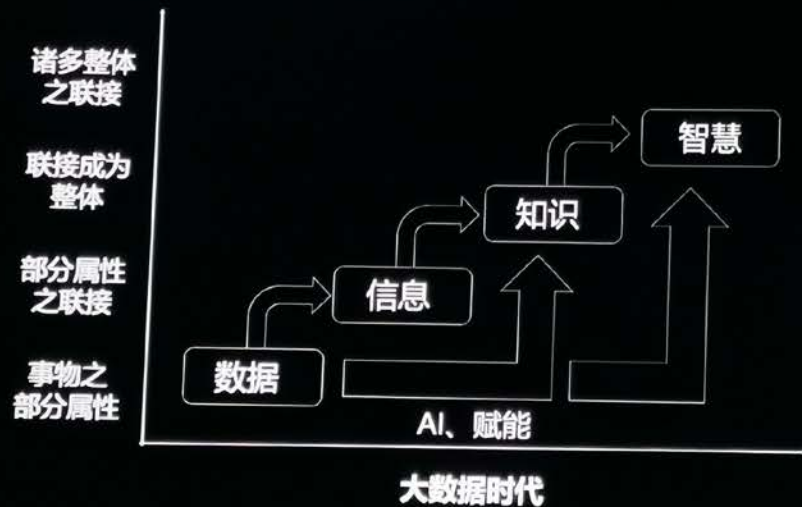 诸多整体
之联接
联接成为
整体
部分属性
之联接
事物之
部分属性
智慧
知识
信息
数据
AI、赋能
大数据时代